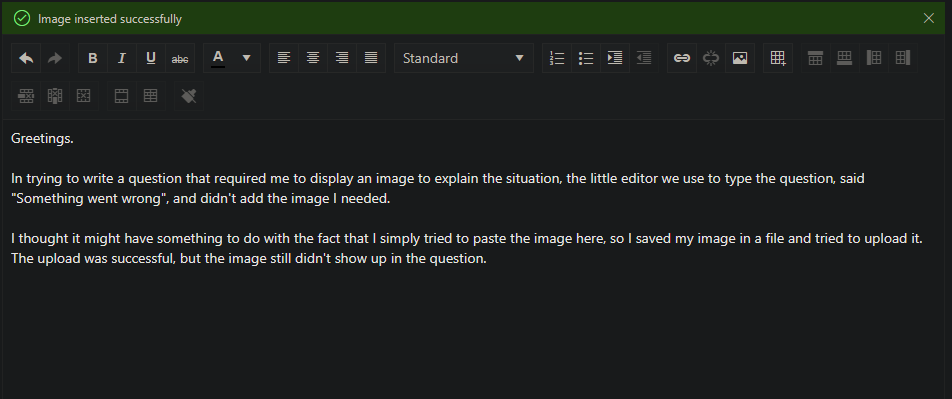 Image inserted successfully
B I U abc A Standard
Greetings.
In trying to write a question that required me to display an image to explain the situation, the little editor we use to type the question, said
"Something went wrong", and didn't add the image I needed.
I thought it might have something to do with the fact that I simply tried to paste the image here, so I saved my image in a file and tried to upload it.
The upload was successful, but the image still didn't show up in the question.